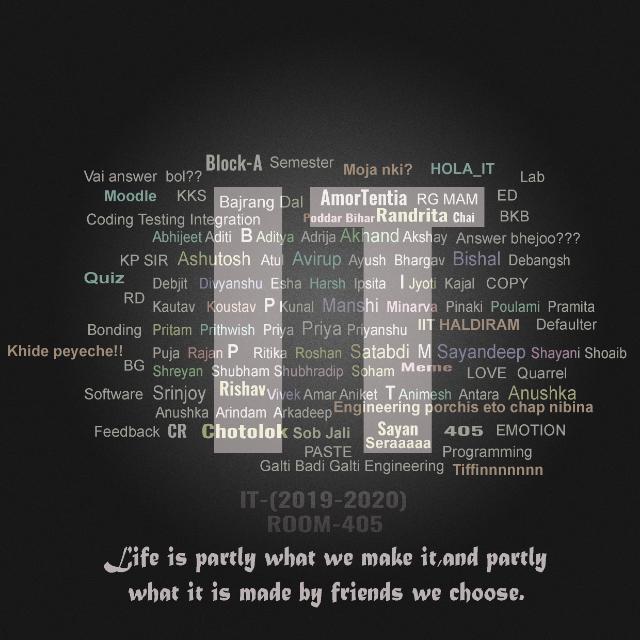 Block-A Semester Moja nki? HOLA_IT
Vai answer bol?? Lab
Moodle KKS Bajrang Dal AmorTentia RG MAM ED
Coding Testing Integration Poddar Bihar Randrita Chai BKB
Abhijeet Aditi B Aditya Adrija Akhand Akshay Answer bhejoo???
KP SIR Ashutosh Atul Avirup Ayush Bhargav Bishal Debangsh
Quiz Debjit Divyanshu Esha Harsh Ipsita I Jyoti Kajal COPY
RD Kautav Koustav P Kunal Manshi Minarva Pinaki Poulami Pramita
Bonding Pritam Prithwish Priya Priya Priyanshu IIT HALDIRAM Defaulter
Khide peyeche!! Puja Rajan P Ritika Roshan Satabdi M Sayandeep Shayani Shoaib
BG Shreyan Shubham Shubhradip Soham Meme LOVE Quarrel
Software Srinjoy Rishav Vivek Amar Aniket T Animesh Antara Anushka
Anushka Arindam Arkadeep Engineering porchis eto chap nibina
Feedback CR Chotolok Sob Jali Sayan Seraaaaa 405 EMOTION
PASTE Programming
Galti Badi Galti Engineering Tiffinnnnnnn
IT
IT-(2019-2020)
ROOM-405
Life is partly what we make it,and partly
what it is made by friends we choose.